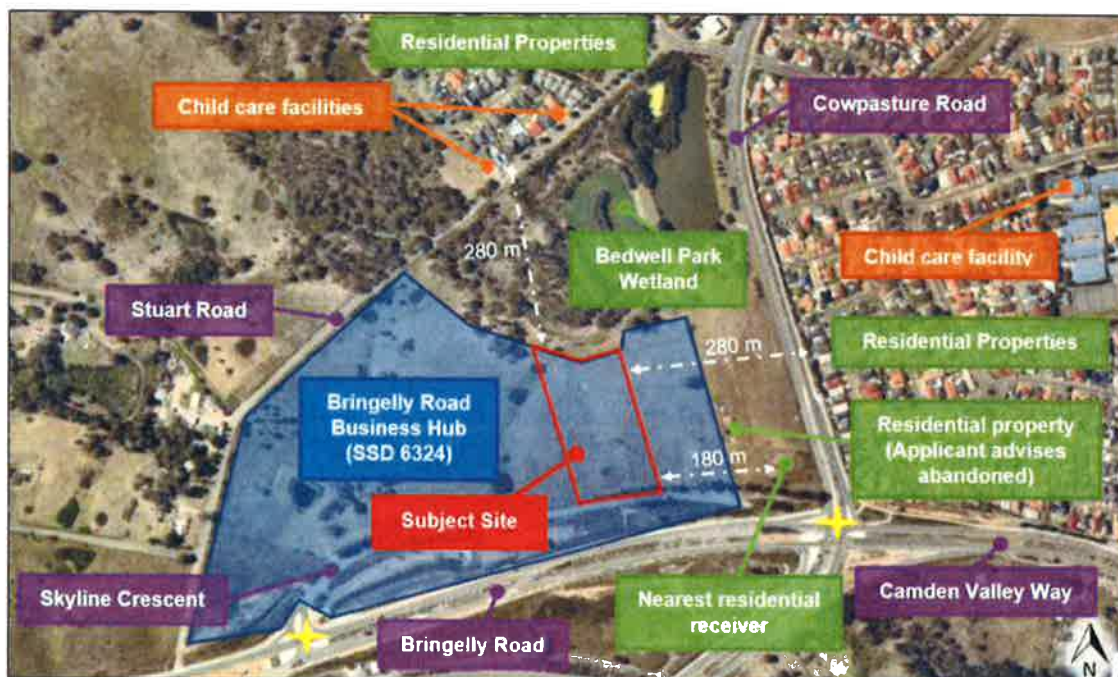 Residential Properties
Child care facilities
Cowpasture Road
280 m
Bedwell Park
Wetland
Child care facility
Stuart Road
280 m
Residential Properties
Bringelly Road
Business Hub
(SSD 6324)
Residential property
(Applicant advises
abandoned)
180 m
Subject Site
Skyline Crescent
Nearest residential
receiver
Camden Valley Way
Bringelly Road
N